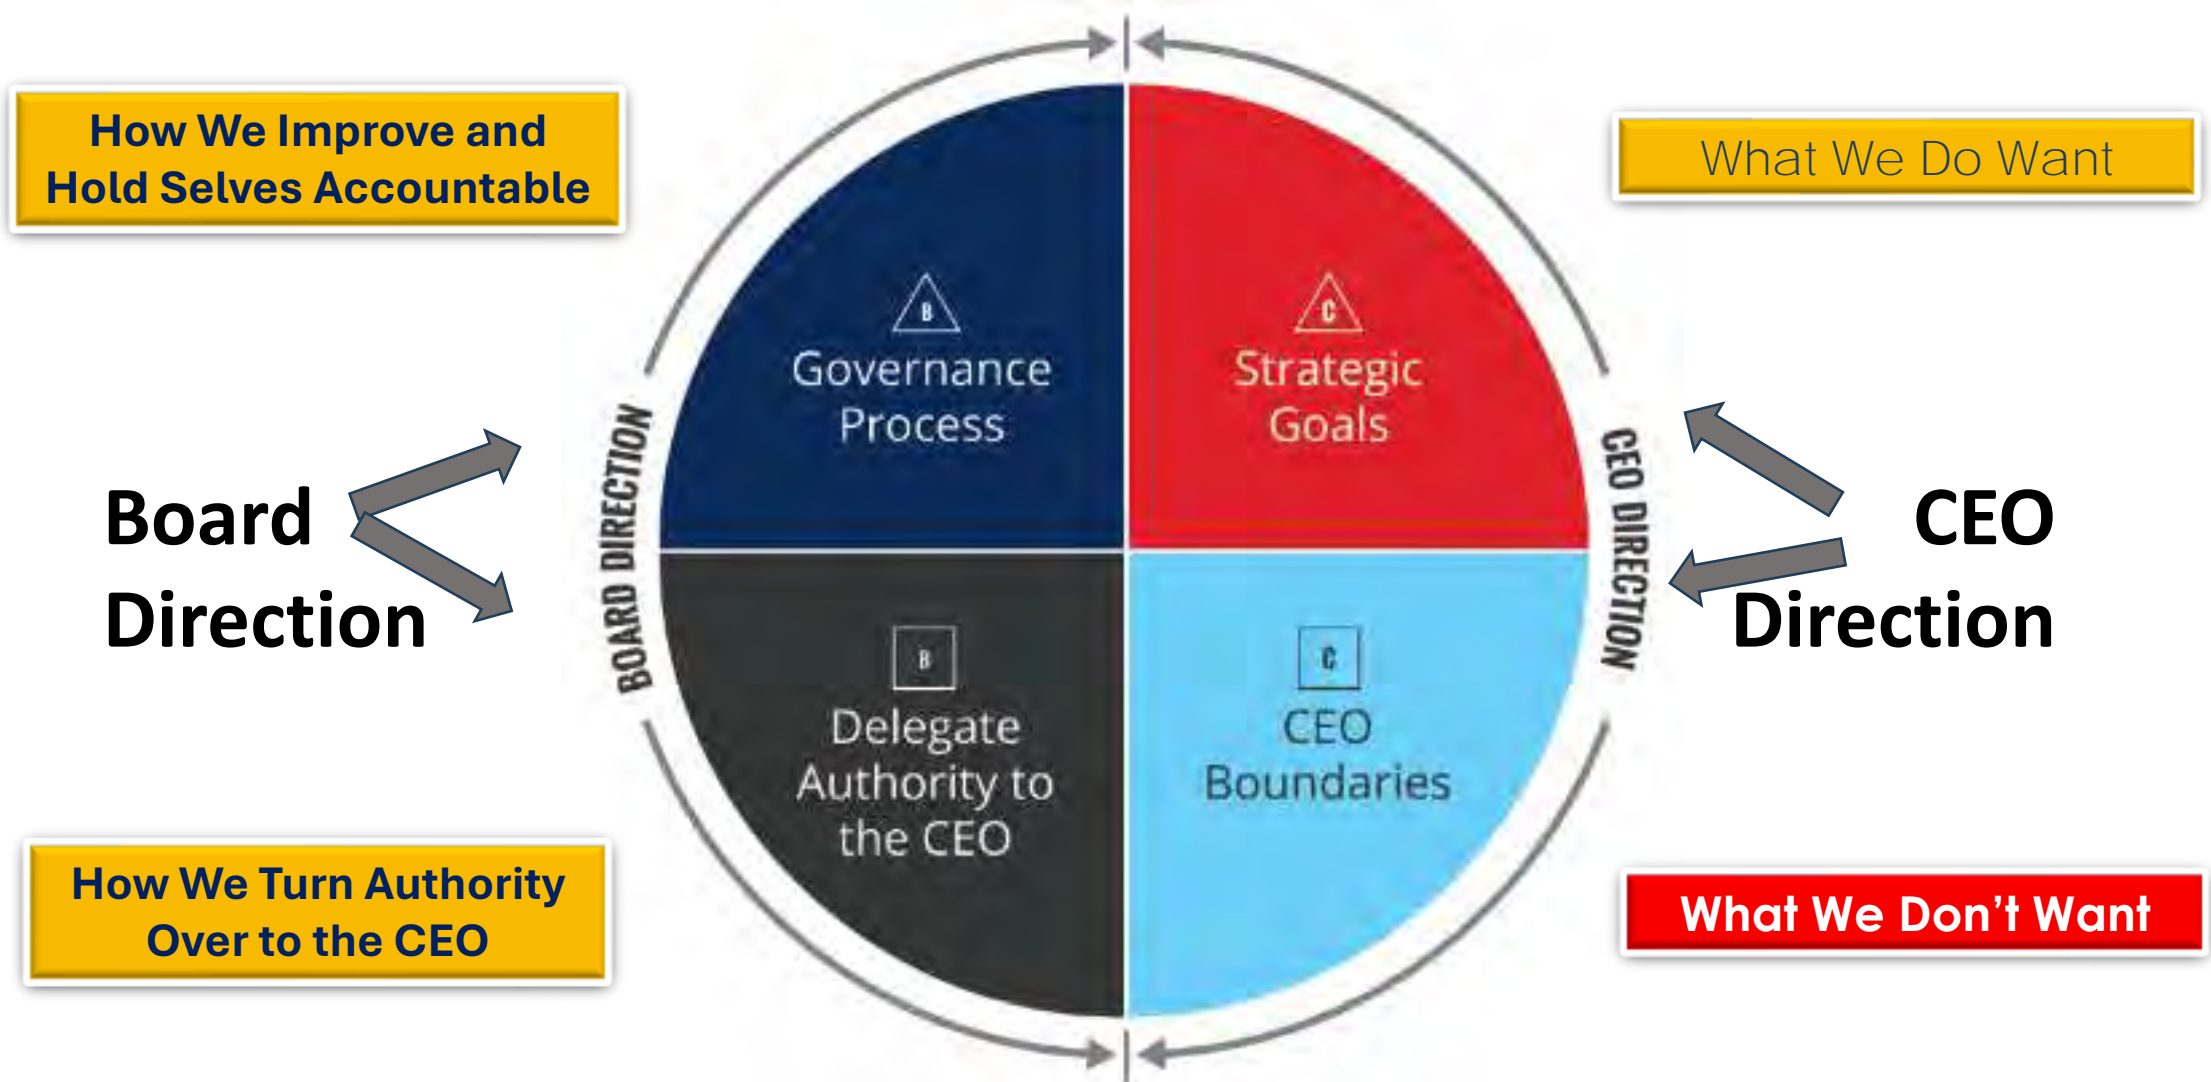 How We Improve and
Hold Selves Accountable
What We Do Want
B
Governance
Process
C
Strategic
Goals
BOARD DIRECTION
CEO DIRECTION
Board
Direction
CEO
Direction
B
Delegate
Authority to
the CEO
C
CEO
Boundaries
How We Turn Authority
Over to the CEO
What We Don’t Want